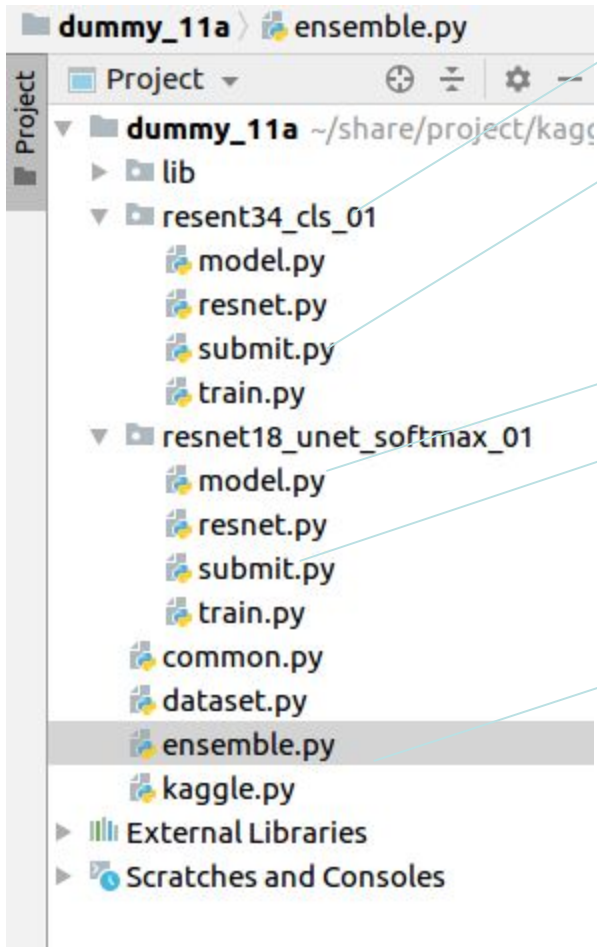 dummy_11a ensemble.py
Project
Project
dummy_11a ~/share/project/kagg
lib
resent34_cls_01
model.py
resnet.py
submit.py
train.py
resnet18_unet_softmax_01
model.py
resnet.py
submit.py
train.py
common.py
dataset.py
ensemble.py
kaggle.py
External Libraries
Scratches and Consoles